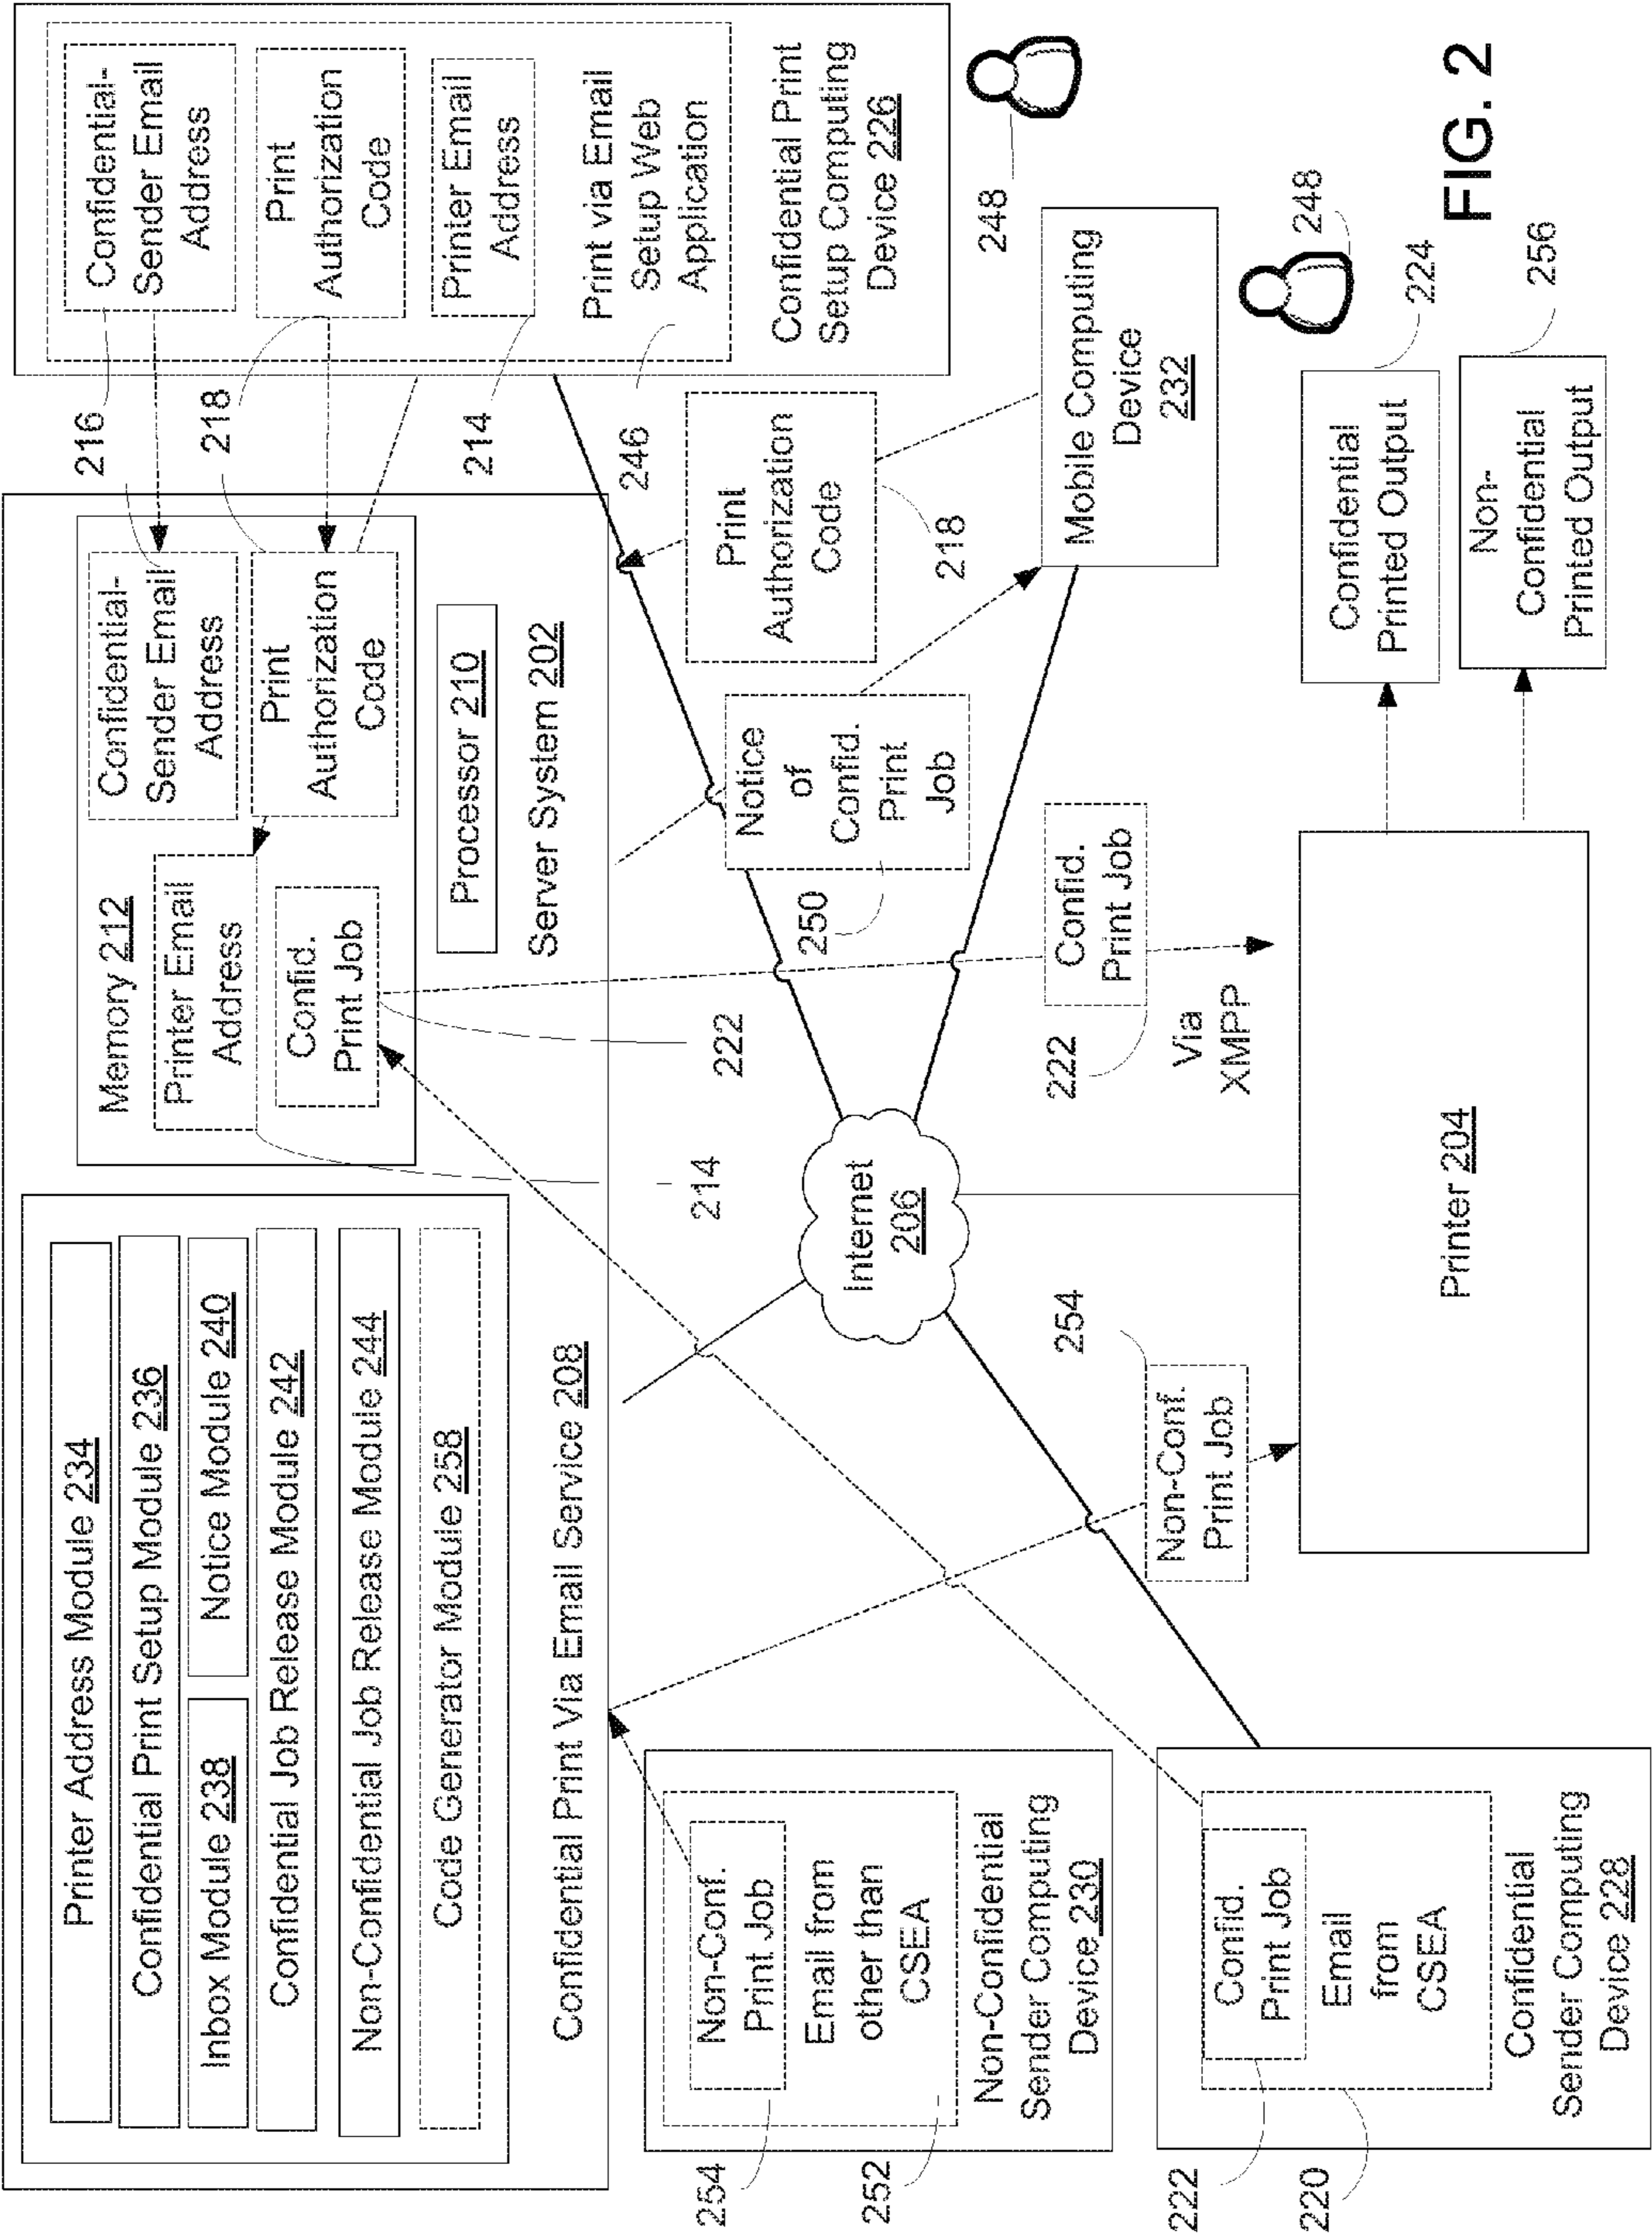 Printer Address Module 234
Confidential Print Setup Module 236
Inbox Module 238
Notice Module 240
Confidential Job Release Module 242
Non-Confidential Job Release Module 244
Code Generator Module 258
Confidential Print Via Email Service 208
Memory 212
Printer Email
Address
Confid.
Print Job
Confidential-
Sender Email
Address
Print
Authorization
Code
Processor 210
Server System 202
214
222
216
218
214
246
Confidential-
Sender Email
Address
Print
Authorization
Code
Printer Email
Address
Print via Email
Setup Web
Application
Confidential Print
Setup Computing
Device 226
248
Non-Conf.
Print Job
Email from
other than
CSEA
Non-Confidential
Sender Computing
Device 230
254
252
Internet
206
Notice
of
Confid.
Print
Job
250
Print
Authorization
Code
218
Mobile Computing
Device
232
248
Confid.
Print Job
Email
from
CSEA
Confidential
Sender Computing
Device 228
222
220
254
Non-Conf.
Print Job
Confid.
Print Job
222
Via
XMPP
Printer 204
Confidential
Printed Output
224
Non-
Confidential
Printed Output
256
FIG. 2